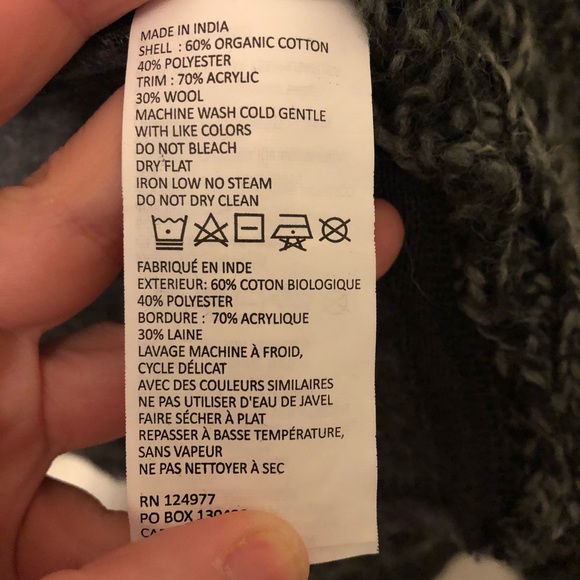 MADE IN INDIA
SHELL : 60% ORGANIC COTTON
40% POLYESTER
TRIM : 70% ACRYLIC
30% WOOL
MACHINE WASH COLD GENTLE
WITH LIKE COLORS
DO NOT BLEACH
DRY FLAT
IRON LOW NO STEAM
DO NOT DRY CLEAN
FABRIQUÉ EN INDE
EXTERIEUR: 60% COTON BIOLOGIQUE
40% POLYESTER
BORDURE : 70% ACRYLIQUE
30% LAINE
LAVAGE MACHINE À FROID,
CYCLE DÉLICAT
AVEC DES COULEURS SIMILAIRES
NE PAS UTILISER D'EAU DE JAVEL
FAIRE SÉCHER À PLAT
REPASSER À BASSE TEMPÉRATURE,
SANS VAPEUR
NE PAS NETTOYER À SEC
RN 124977
PO BOX